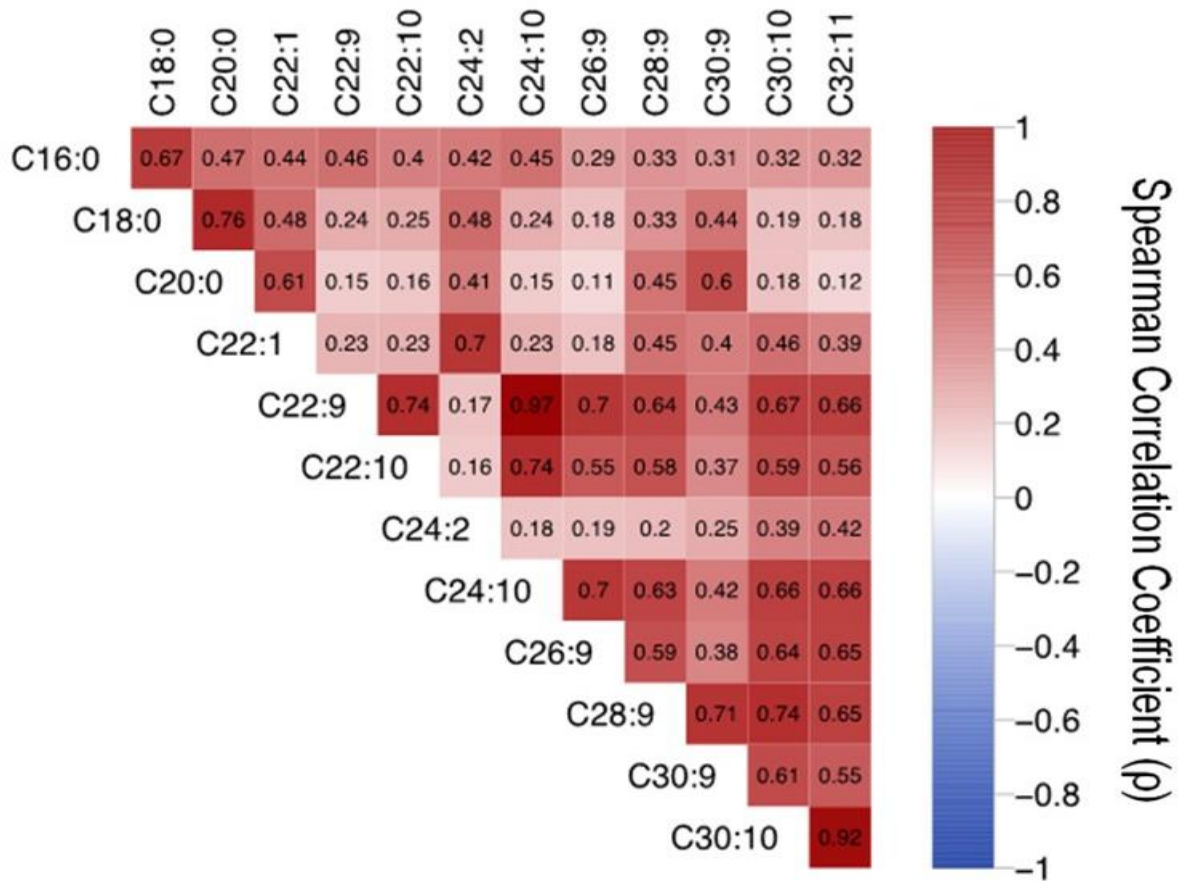 C18:0 C20:0 C22:1 C22:9 C22:10 C24:2 C24:10 C26:9 C28:9 C30:9 C30:10 C32:11
C16:0 0.67 0.47 0.44 0.46 0.4 0.42 0.45 0.29 0.33 0.31 0.32 0.32
C18:0 0.76 0.48 0.24 0.25 0.48 0.24 0.18 0.33 0.44 0.19 0.18
C20:0 0.61 0.15 0.16 0.41 0.15 0.11 0.45 0.6 0.18 0.12
C22:1 0.23 0.23 0.7 0.23 0.18 0.45 0.4 0.46 0.39
C22:9 0.74 0.17 0.97 0.7 0.64 0.43 0.67 0.66
C22:10 0.16 0.74 0.55 0.58 0.37 0.59 0.56
C24:2 0.18 0.19 0.2 0.25 0.39 0.42
C24:10 0.7 0.63 0.42 0.66 0.66
C26:9 0.59 0.38 0.64 0.65
C28:9 0.71 0.74 0.65
C30:9 0.61 0.55
C30:10 0.92
1
0.8
0.6
0.4
0.2
0
−0.2
−0.4
−0.6
−0.8
−1
Spearman Correlation Coefficient (ρ)